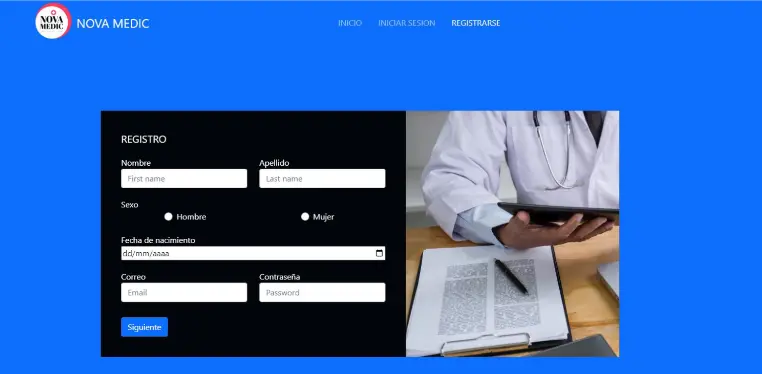 NOVA
MEDIC
NOVA MEDIC
INICIO INICIAR SESION REGISTRARSE
REGISTRO
Nombre Apellido
First name Last name
Sexo
Hombre Mujer
Fecha de nacimiento
dd/mm/aaaa
Correo Contraseña
Email Password
Siguiente